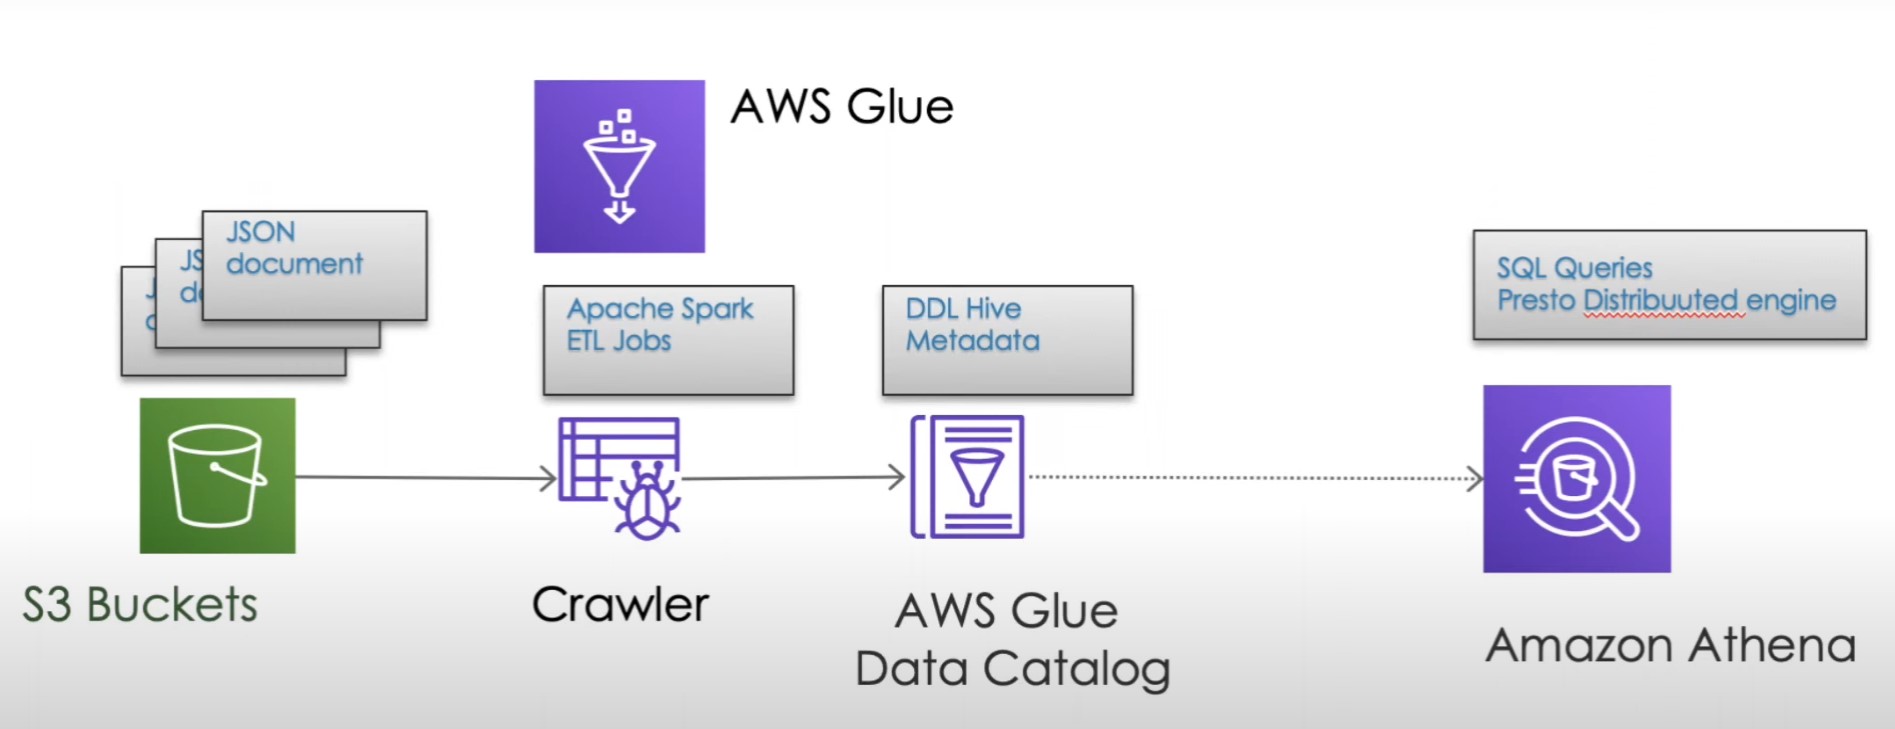 AWS Glue
JSON
document
JS
de
J
Apache Spark
ETL Jobs
DDL Hive
Metadata
SQL Queries
Presto Distribuuted engine
S3 Buckets
Crawler
AWS Glue
Data Catalog
Amazon Athena